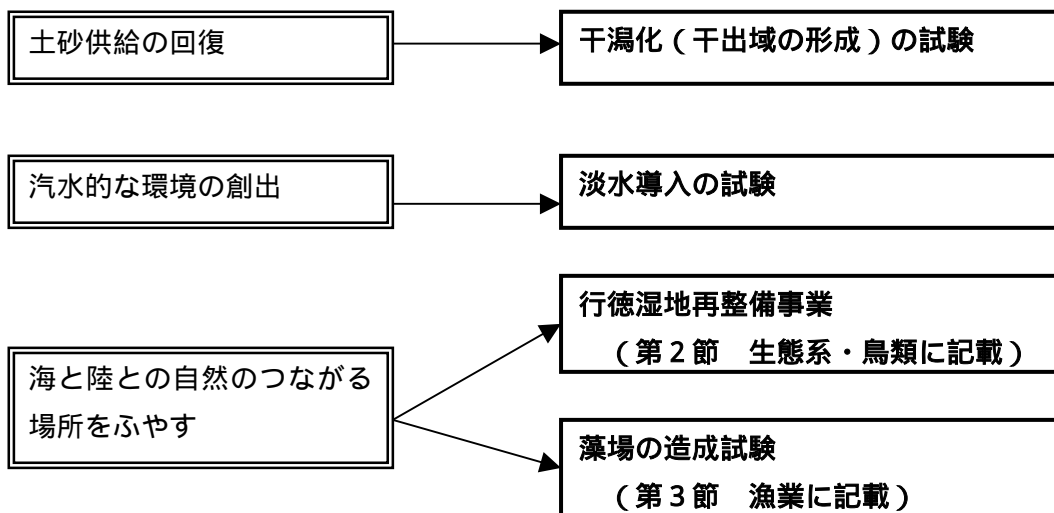 土砂供給の回復
干潟化（干出域の形成）の試験
汽水的な環境の創出
淡水導入の試験
海と陸との自然のつながる
場所をふやす
行徳湿地再整備事業
（第２節　生態系・鳥類に記載）
藻場の造成試験
（第３節　漁業に記載）